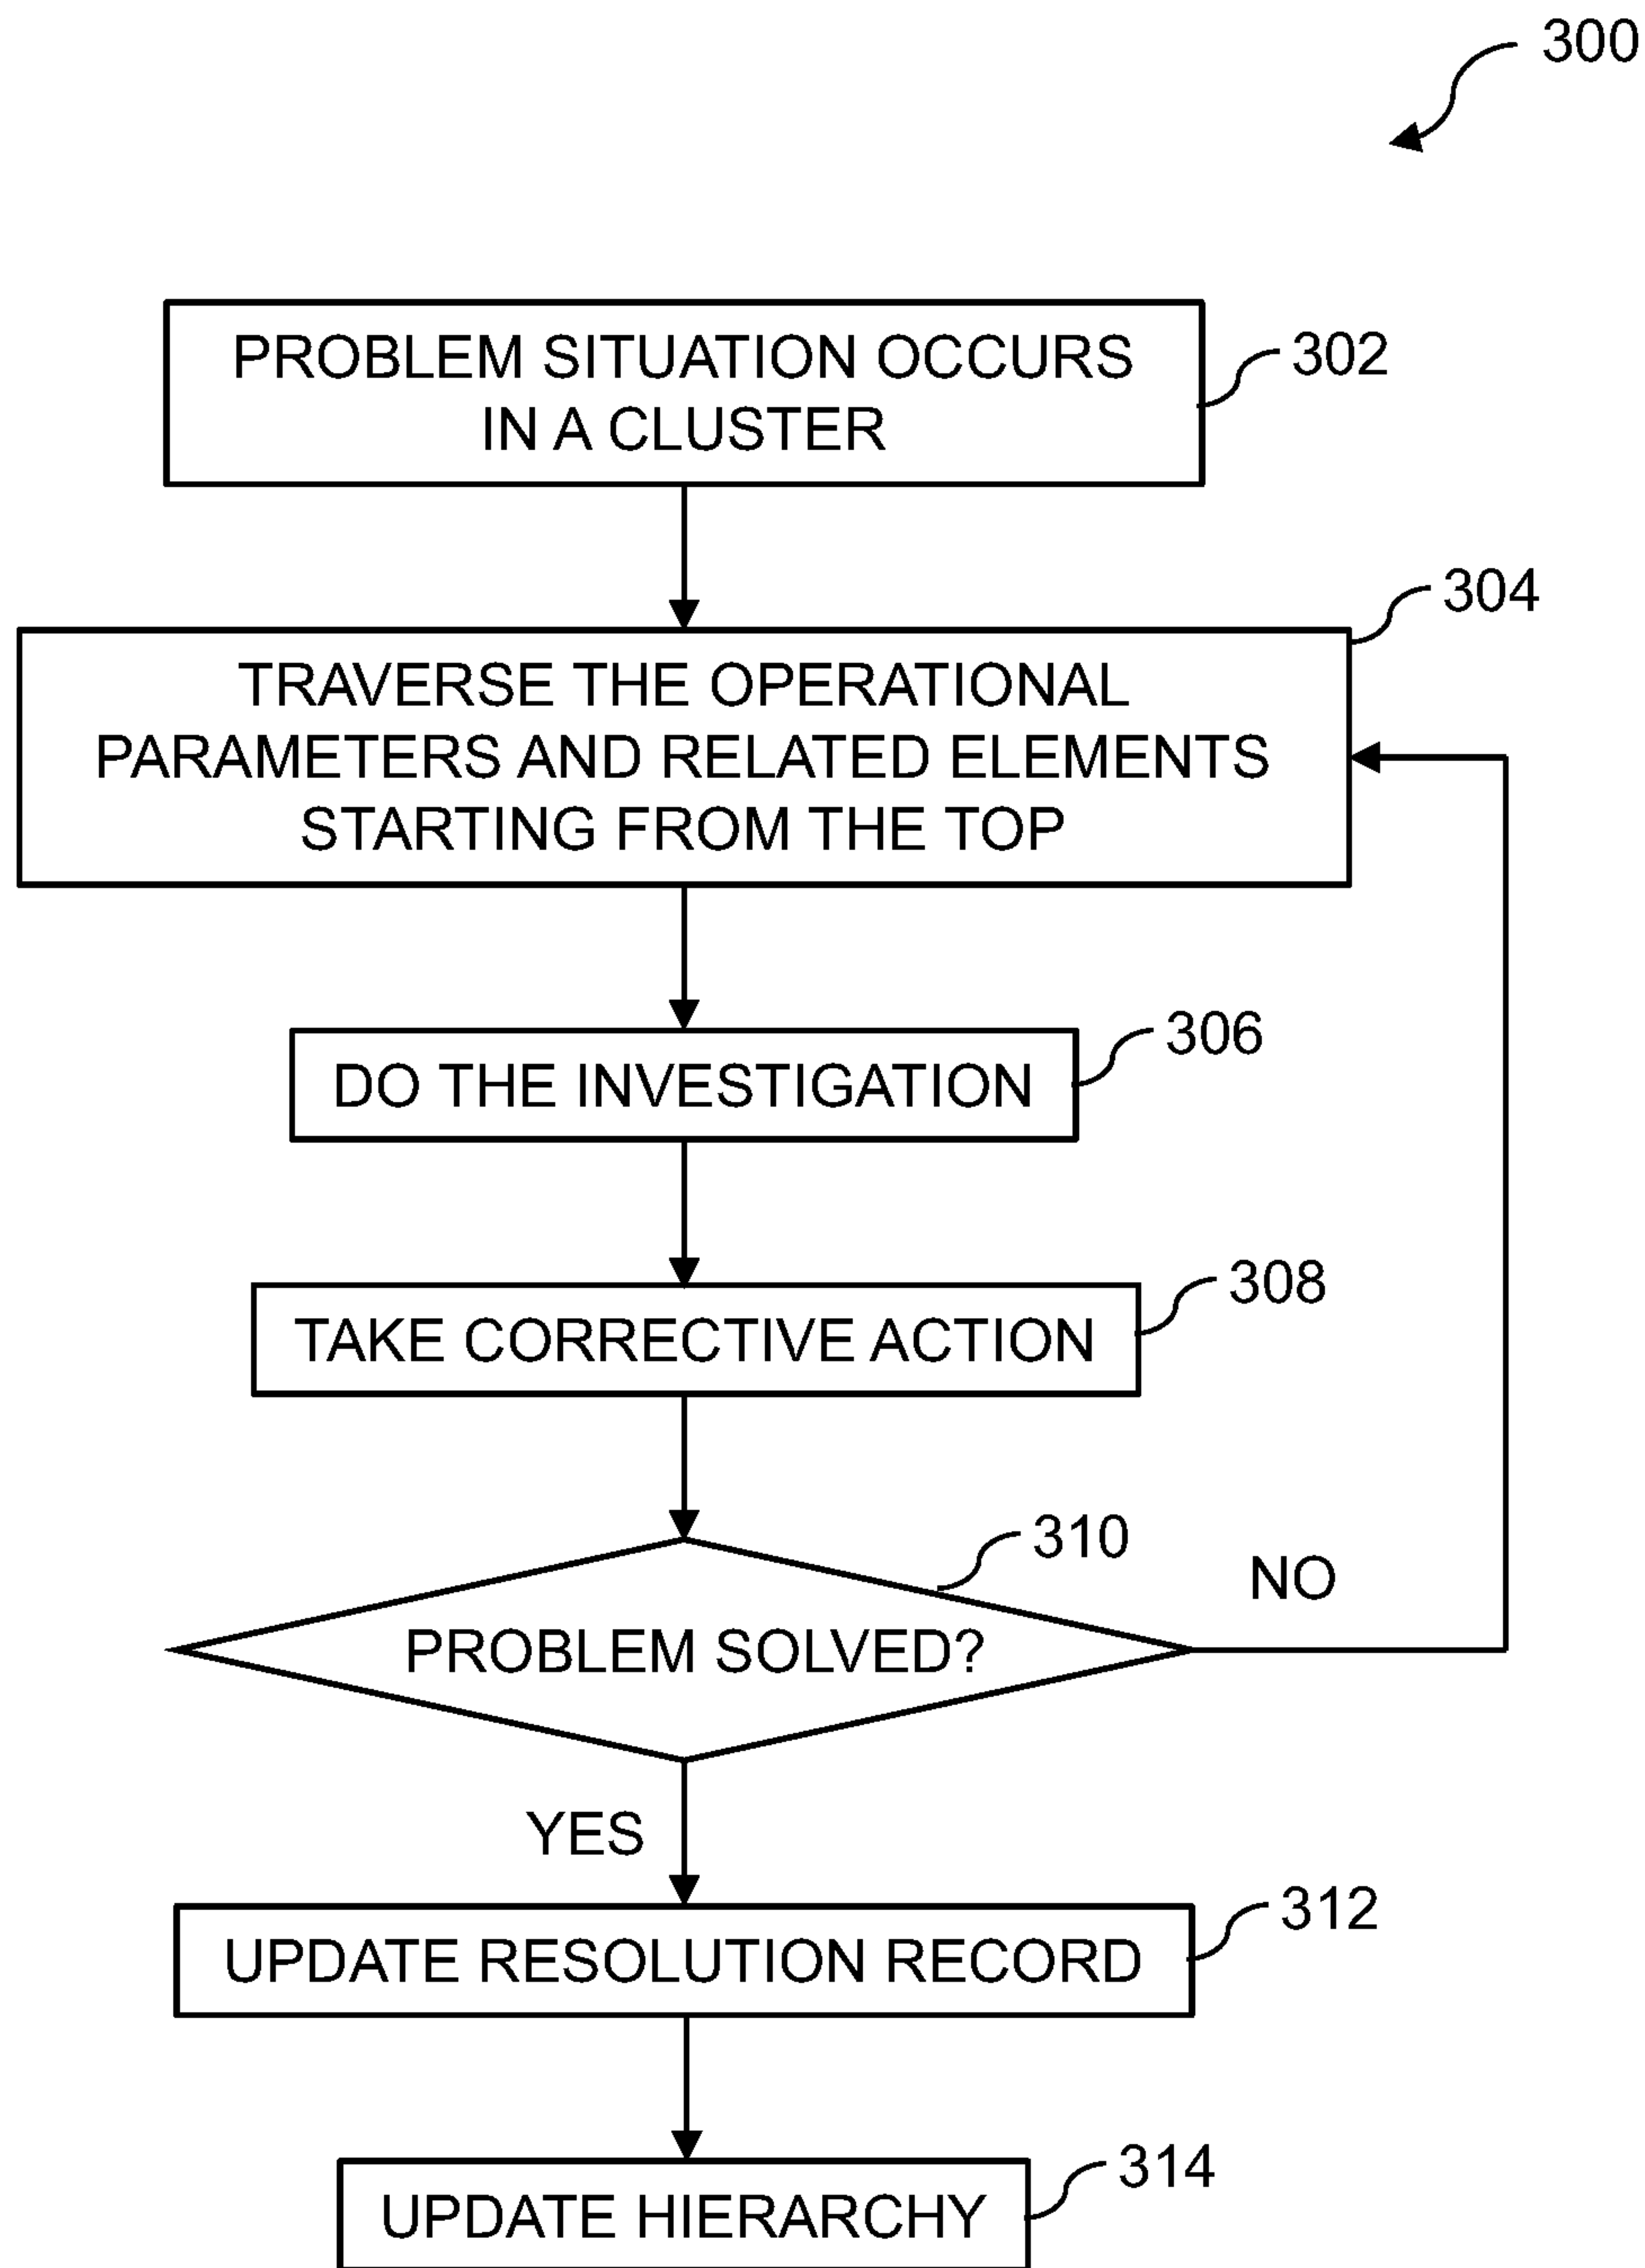 300
PROBLEM SITUATION OCCURS
IN A CLUSTER
302
304
TRAVERSE THE OPERATIONAL
PARAMETERS AND RELATED ELEMENTS
STARTING FROM THE TOP
306
DO THE INVESTIGATION
308
TAKE CORRECTIVE ACTION
310
NO
PROBLEM SOLVED?
YES
312
UPDATE RESOLUTION RECORD
314
UPDATE HIERARCHY